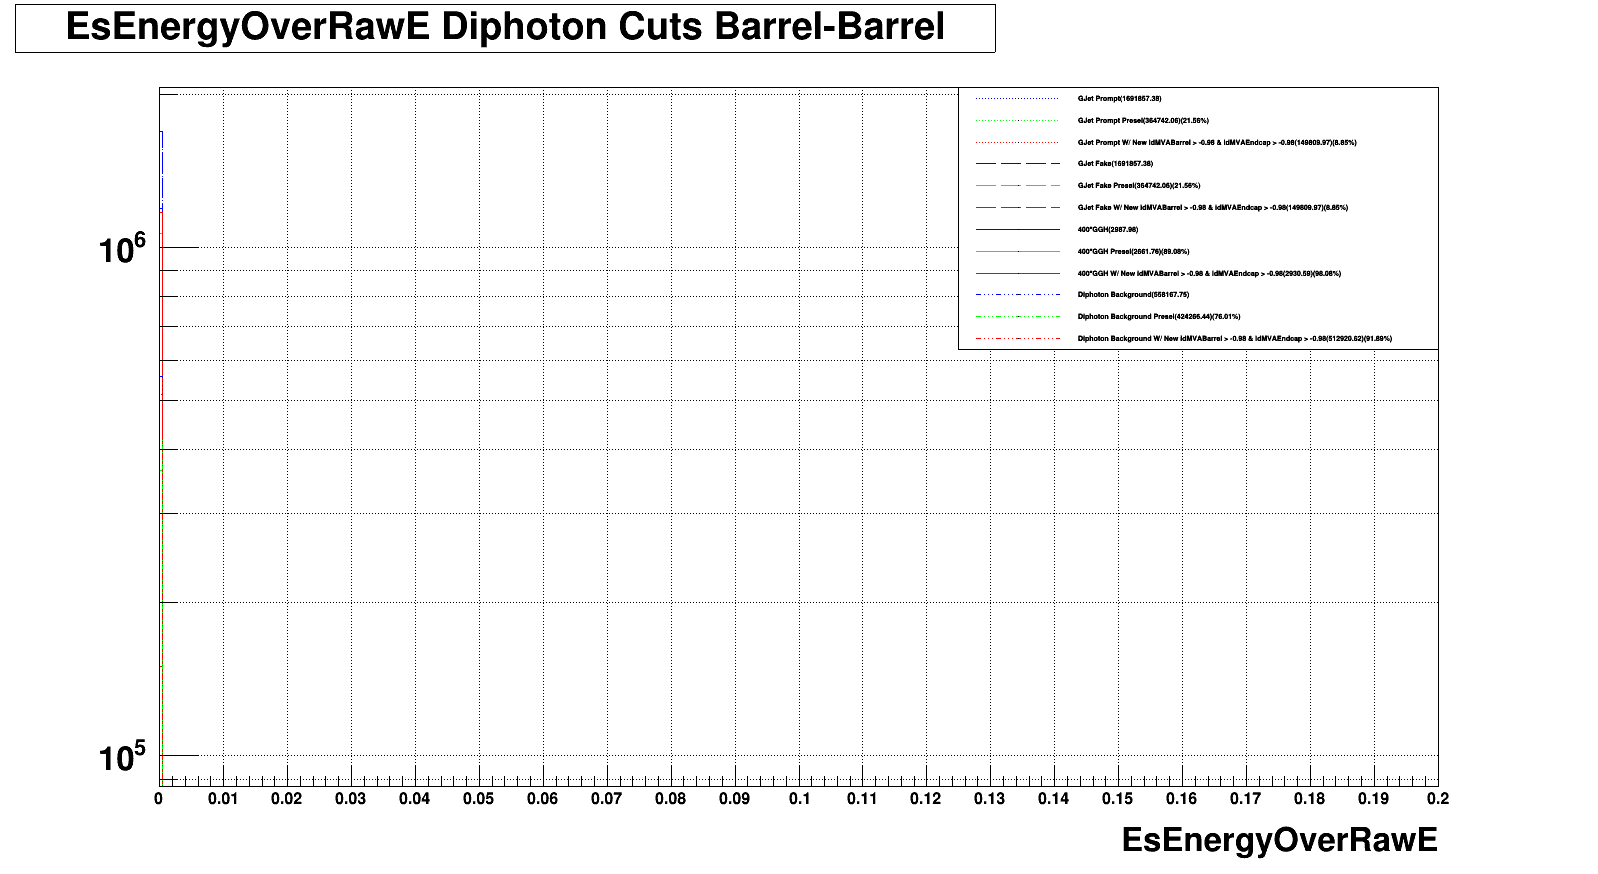 EsEnergyOverRawE Diphoton Cuts Barrel-Barrel
GJet Prompt(1691857.38)
GJet Prompt Presel(364742.06)(21.56%)
GJet Prompt W/ New IdMVABarrel > -0.98 & IdMVAEndcap > -0.98(149809.97)(8.85%)
GJet Fake(1691857.38)
GJet Fake Presel(364742.06)(21.56%)
GJet Fake W/ New IdMVABarrel > -0.98 & IdMVAEndcap > -0.98(149809.97)(8.85%)
400*GGH(2987.98)
400*GGH Presel(2661.76)(89.08%)
400*GGH W/ New IdMVABarrel > -0.98 & IdMVAEndcap > -0.98(2930.59)(98.08%)
Diphoton Background(558167.75)
Diphoton Background Presel(424266.44)(76.01%)
Diphoton Background W/ New IdMVABarrel > -0.98 & IdMVAEndcap > -0.98(512920.62)(91.89%)
10^6
10^5
0 0.01 0.02 0.03 0.04 0.05 0.06 0.07 0.08 0.09 0.1 0.11 0.12 0.13 0.14 0.15 0.16 0.17 0.18 0.19 0.2
EsEnergyOverRawE